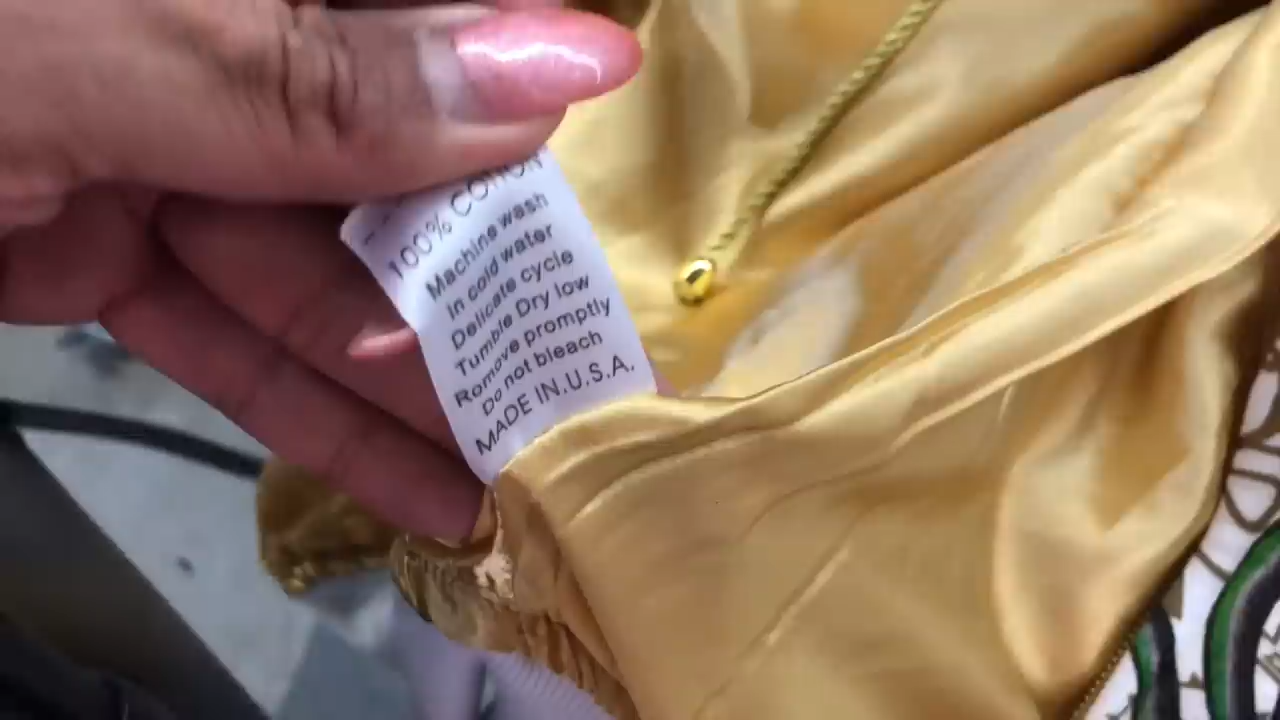 100% COTTON
Machine wash
in cold water
Delicate cycle
Tumble Dry low
Romove promptly
Do not bleach
MADE IN.U.S.A.